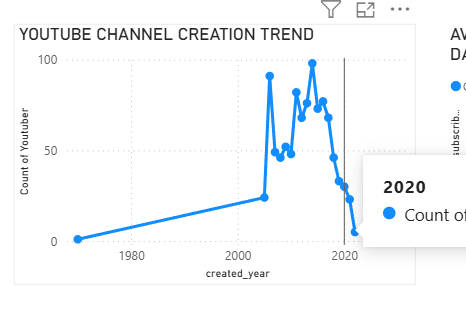 YOUTUBE CHANNEL CREATION TREND
AV
DA
100
50
0
Count of Youtuber
subscrib...
1980
2000
2020
created_year
2020
Count of